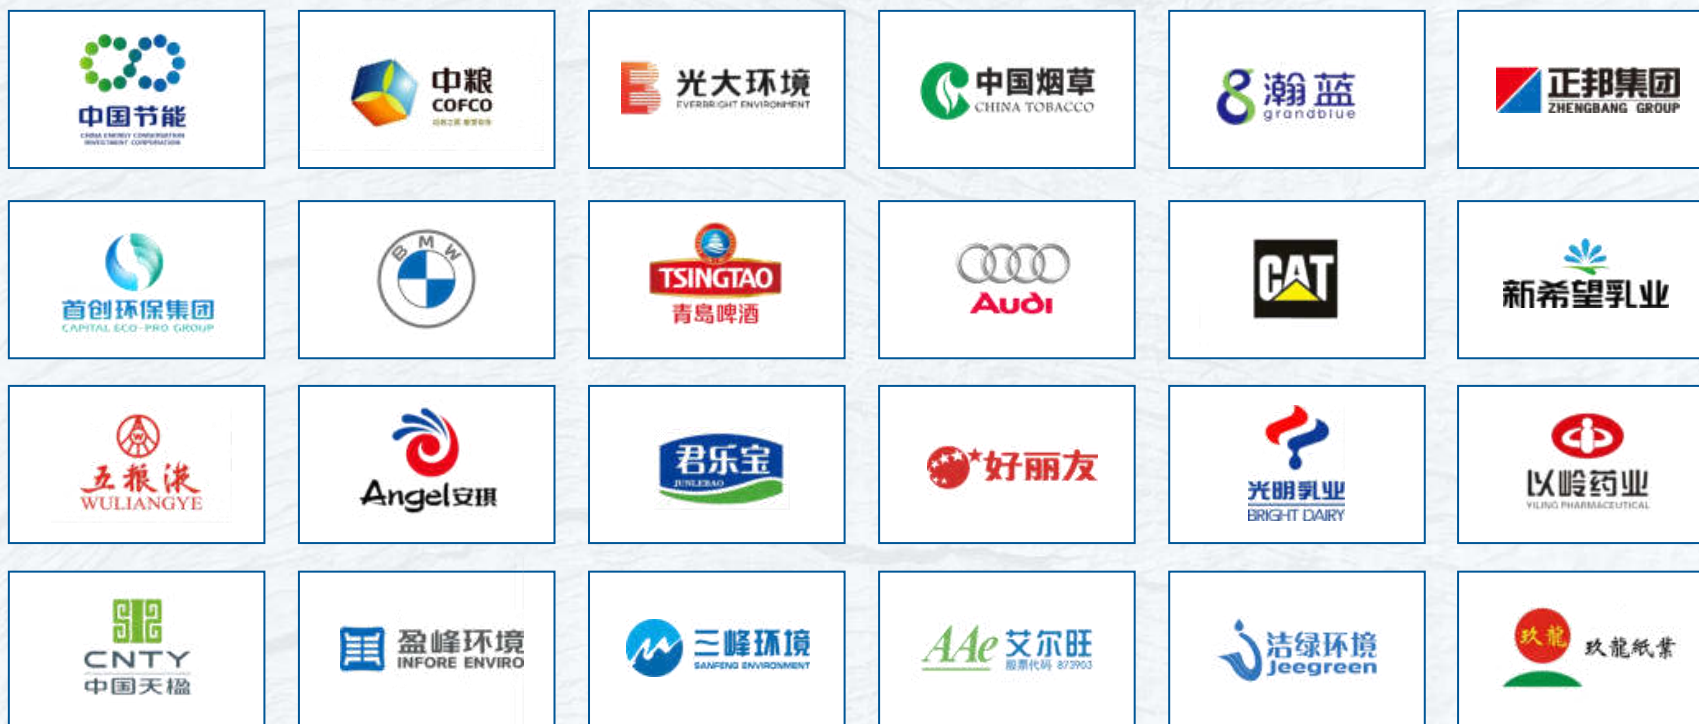 中国节能
CHINA ENERGY CONSERVATION
INVESTMENT CORPORATION
中粮
COFCO
光大环境
EVERBRIGHT ENVIRONMENT
中国烟草
CHINA TOBACCO
瀚蓝
grandblue
正邦集团
ZHENGBANG GROUP
首创环保集团
CAPITAL ECO-PRO GROUP
BMW
TSINGTAO
青岛啤酒
Audi
CAT
新希望乳业
五粮液
WULIANGYE
Angel安琪
君乐宝
JUNLEBAO
好丽友
光明乳业
BRIGHT DAIRY
以岭药业
YILING PHARMACEUTICAL
CNTY
中国天楹
盈峰环境
INFORE ENVIRO
三峰环境
SANFENG ENVIRONMENT
AAe 艾尔旺
股票代码 873903
洁绿环境
Jeegreen
玖龍
玖龍紙業